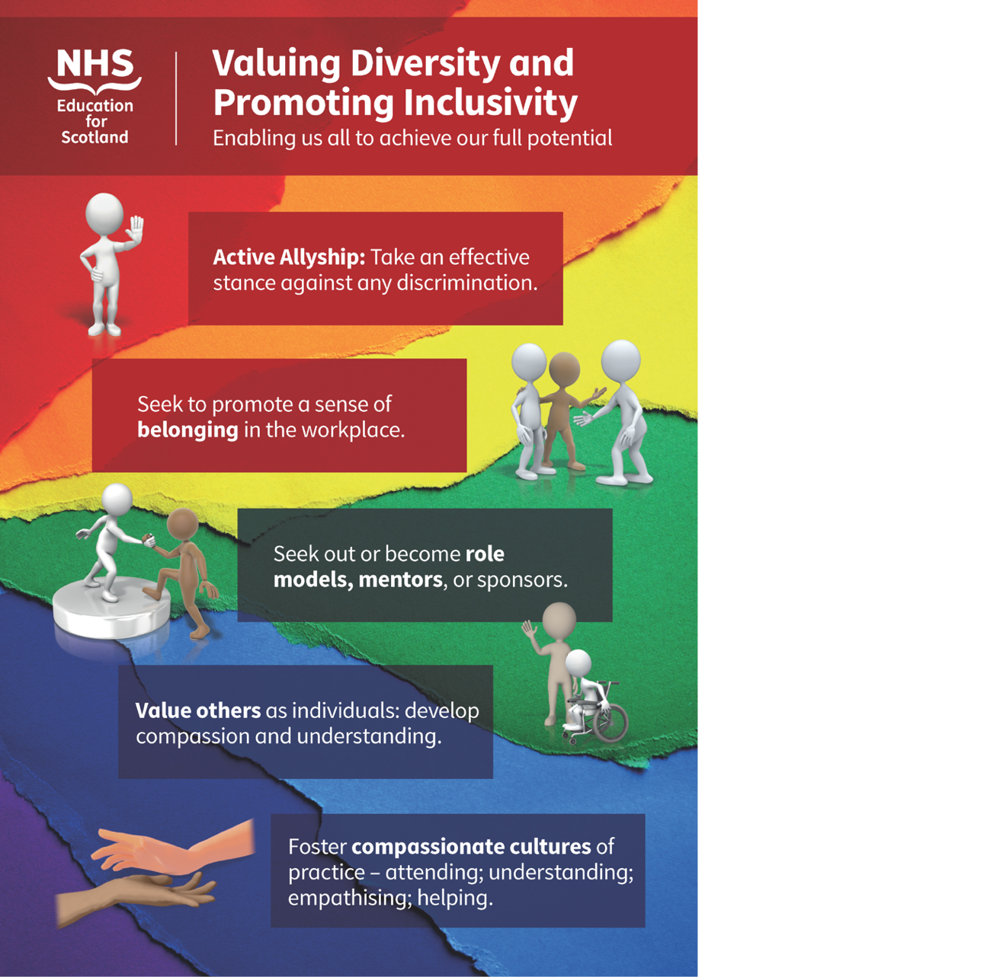 NHS
Education
for
Scotland
Valuing Diversity and
Promoting Inclusivity
Enabling us all to achieve our full potential
Active Allyship: Take an effective
stance against any discrimination.
Seek to promote a sense of
belonging in the workplace.
Seek out or become role
models, mentors, or sponsors.
Value others as individuals: develop
compassion and understanding.
Foster compassionate cultures of
practice – attending; understanding;
empathising; helping.